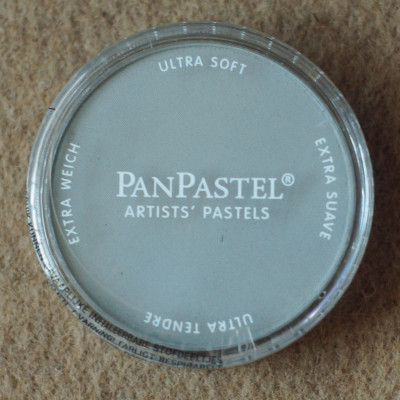 ULTRA SOFT
EXTRA WEICH
PANPASTEL®
ARTISTS' PASTELS
EXTRA SUAVE
ULTRA TENDRE